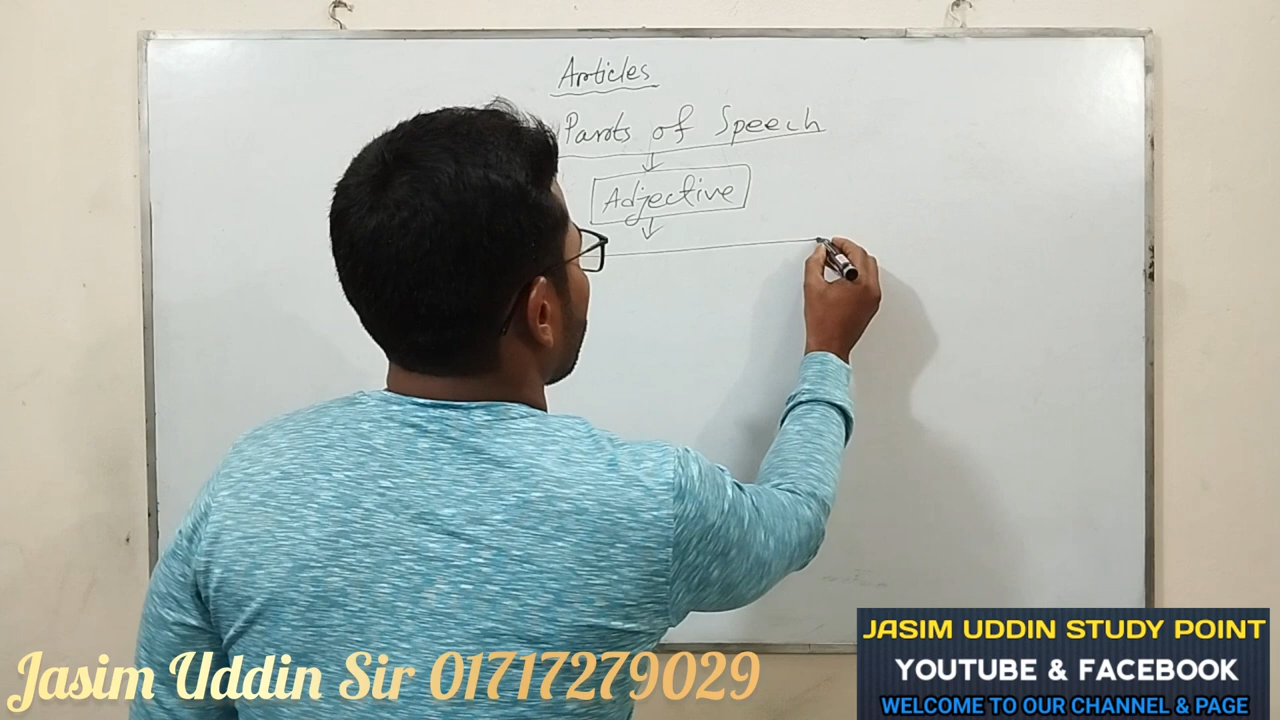 Articles
Parts of Speech
Adjective
Jasim Uddin Sir 01717279029
JASIM UDDIN STUDY POINT
YOUTUBE & FACEBOOK
WELCOME TO OUR CHANNEL & PAGE